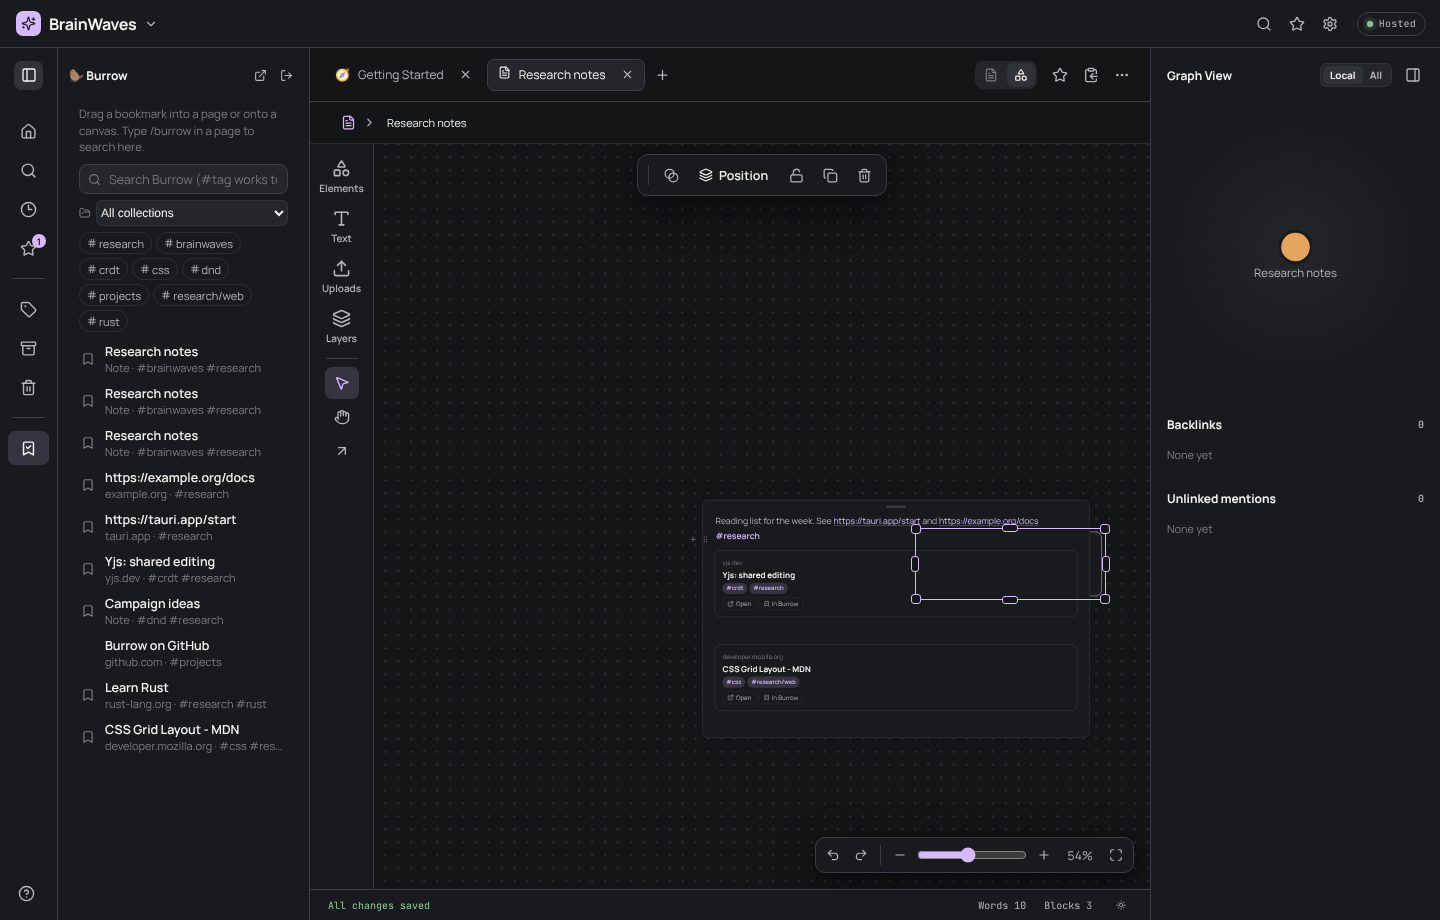 BrainWaves
Hosted
Burrow
Drag a bookmark into a page or onto a
canvas. Type /burrow in a page to
search here.
Search Burrow (#tag works to
All collections
# research
# brainwaves
# crdt
# css
# dnd
# projects
# research/web
# rust
Research notes
Note · #brainwaves #research
Research notes
Note · #brainwaves #research
Research notes
Note · #brainwaves #research
https://example.org/docs
example.org · #research
https://tauri.app/start
tauri.app · #research
Yjs: shared editing
yjs.dev · #crdt #research
Campaign ideas
Note · #dnd #research
Burrow on GitHub
github.com · #projects
Learn Rust
rust-lang.org · #research #rust
CSS Grid Layout - MDN
developer.mozilla.org · #css #res…
1
Getting Started
Research notes
Research notes
Elements
Text
Uploads
Layers
Position
Reading list for the week. See https://tauri.app/start and https://example.org/docs
#research
yjs.dev
Yjs: shared editing
#crdt #research
Open In Burrow
developer.mozilla.org
CSS Grid Layout - MDN
#css #research/web
Open In Burrow
54%
All changes saved
Words 10 Blocks 3
Graph View
Local All
Research notes
Backlinks 0
None yet
Unlinked mentions 0
None yet